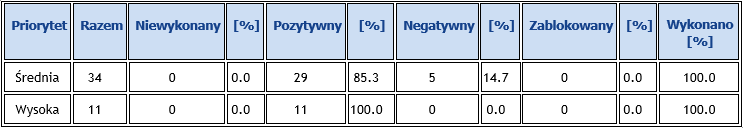 Priorytet Razem Niewykonany [%] Pozytywny [%] Negatywny [%] Zablokowany [%] Wykonano [%]
Średnia 34 0 0.0 29 85.3 5 14.7 0 0.0 100.0
Wysoka 11 0 0.0 11 100.0 0 0.0 0 0.0 100.0